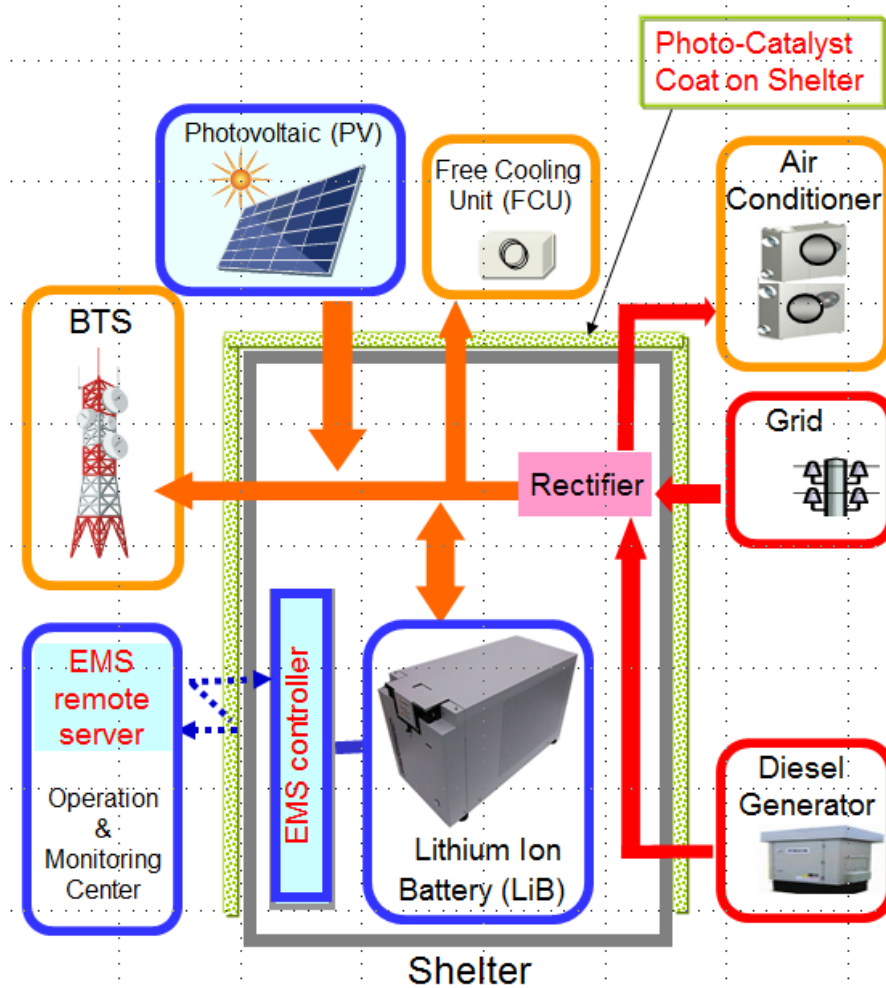 Photo-Catalyst
Coat on Shelter
Photovoltaic (PV)
Free Cooling
Unit (FCU)
Air
Conditioner
BTS
Grid
Rectifier
EMS
remote
server
Operation
&
Monitoring
Center
EMS controller
Lithium Ion
Battery (LiB)
Diesel
Generator
Shelter